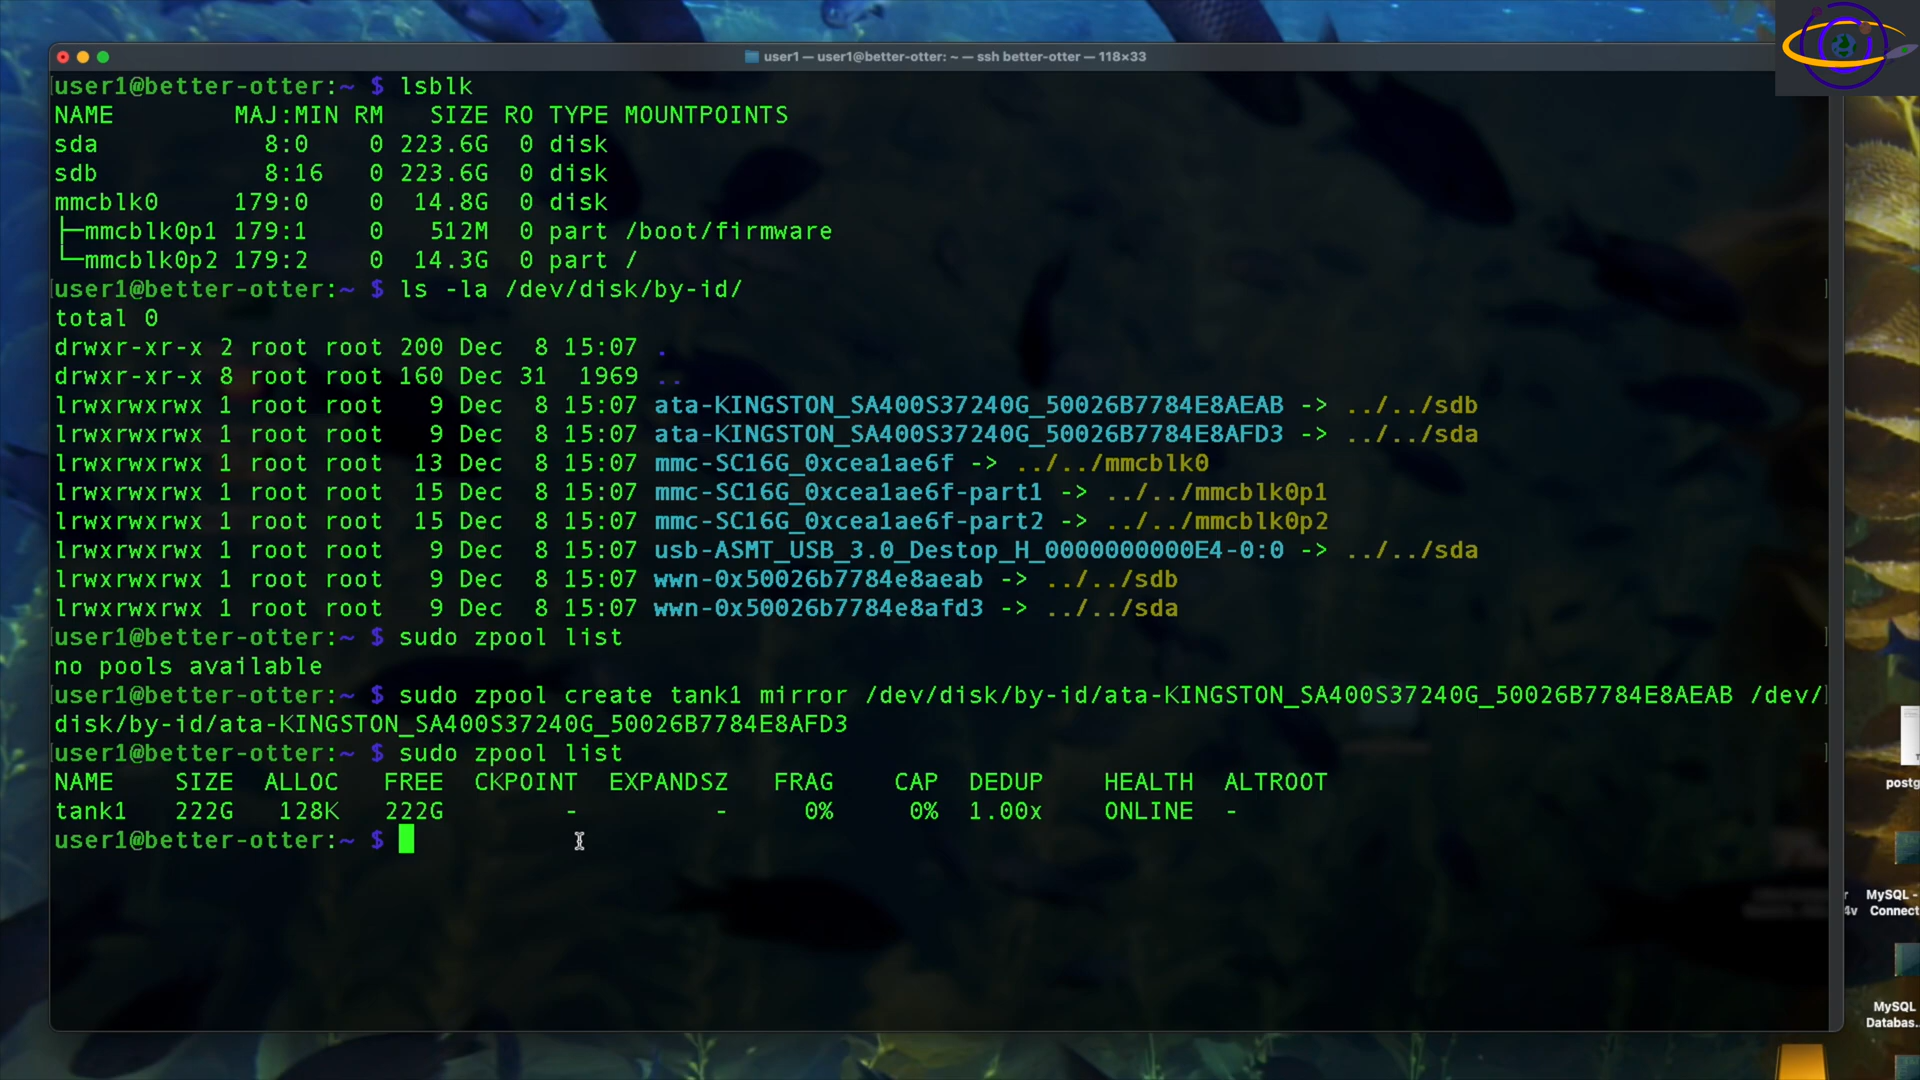 user1 — user1@better-otter: ~ — ssh better-otter — 118×33
user1@better-otter:~ $ lsblk
NAME        MAJ:MIN RM   SIZE RO TYPE MOUNTPOINTS
sda           8:0    0 223.6G  0 disk
sdb           8:16   0 223.6G  0 disk
mmcblk0     179:0    0  14.8G  0 disk
├─mmcblk0p1 179:1    0   512M  0 part /boot/firmware
└─mmcblk0p2 179:2    0  14.3G  0 part /
user1@better-otter:~ $ ls -la /dev/disk/by-id/
total 0
drwxr-xr-x 2 root root 200 Dec  8 15:07 .
drwxr-xr-x 8 root root 160 Dec 31  1969 ..
lrwxrwxrwx 1 root root   9 Dec  8 15:07 ata-KINGSTON_SA400S37240G_50026B7784E8AEAB -> ../../sdb
lrwxrwxrwx 1 root root   9 Dec  8 15:07 ata-KINGSTON_SA400S37240G_50026B7784E8AFD3 -> ../../sda
lrwxrwxrwx 1 root root  13 Dec  8 15:07 mmc-SC16G_0xcea1ae6f -> ../../mmcblk0
lrwxrwxrwx 1 root root  15 Dec  8 15:07 mmc-SC16G_0xcea1ae6f-part1 -> ../../mmcblk0p1
lrwxrwxrwx 1 root root  15 Dec  8 15:07 mmc-SC16G_0xcea1ae6f-part2 -> ../../mmcblk0p2
lrwxrwxrwx 1 root root   9 Dec  8 15:07 usb-ASMT_USB_3.0_Destop_H_0000000000E4-0:0 -> ../../sda
lrwxrwxrwx 1 root root   9 Dec  8 15:07 wwn-0x50026b7784e8aeab -> ../../sdb
lrwxrwxrwx 1 root root   9 Dec  8 15:07 wwn-0x50026b7784e8afd3 -> ../../sda
user1@better-otter:~ $ sudo zpool list
no pools available
user1@better-otter:~ $ sudo zpool create tank1 mirror /dev/disk/by-id/ata-KINGSTON_SA400S37240G_50026B7784E8AEAB /dev/
disk/by-id/ata-KINGSTON_SA400S37240G_50026B7784E8AFD3
user1@better-otter:~ $ sudo zpool list
NAME    SIZE  ALLOC   FREE  CKPOINT  EXPANDSZ   FRAG    CAP  DEDUP    HEALTH  ALTROOT
tank1   222G   128K   222G        -         -     0%     0%  1.00x    ONLINE  -
user1@better-otter:~ $
postg
MySQL -
4v Connect
MySQL
Databas...